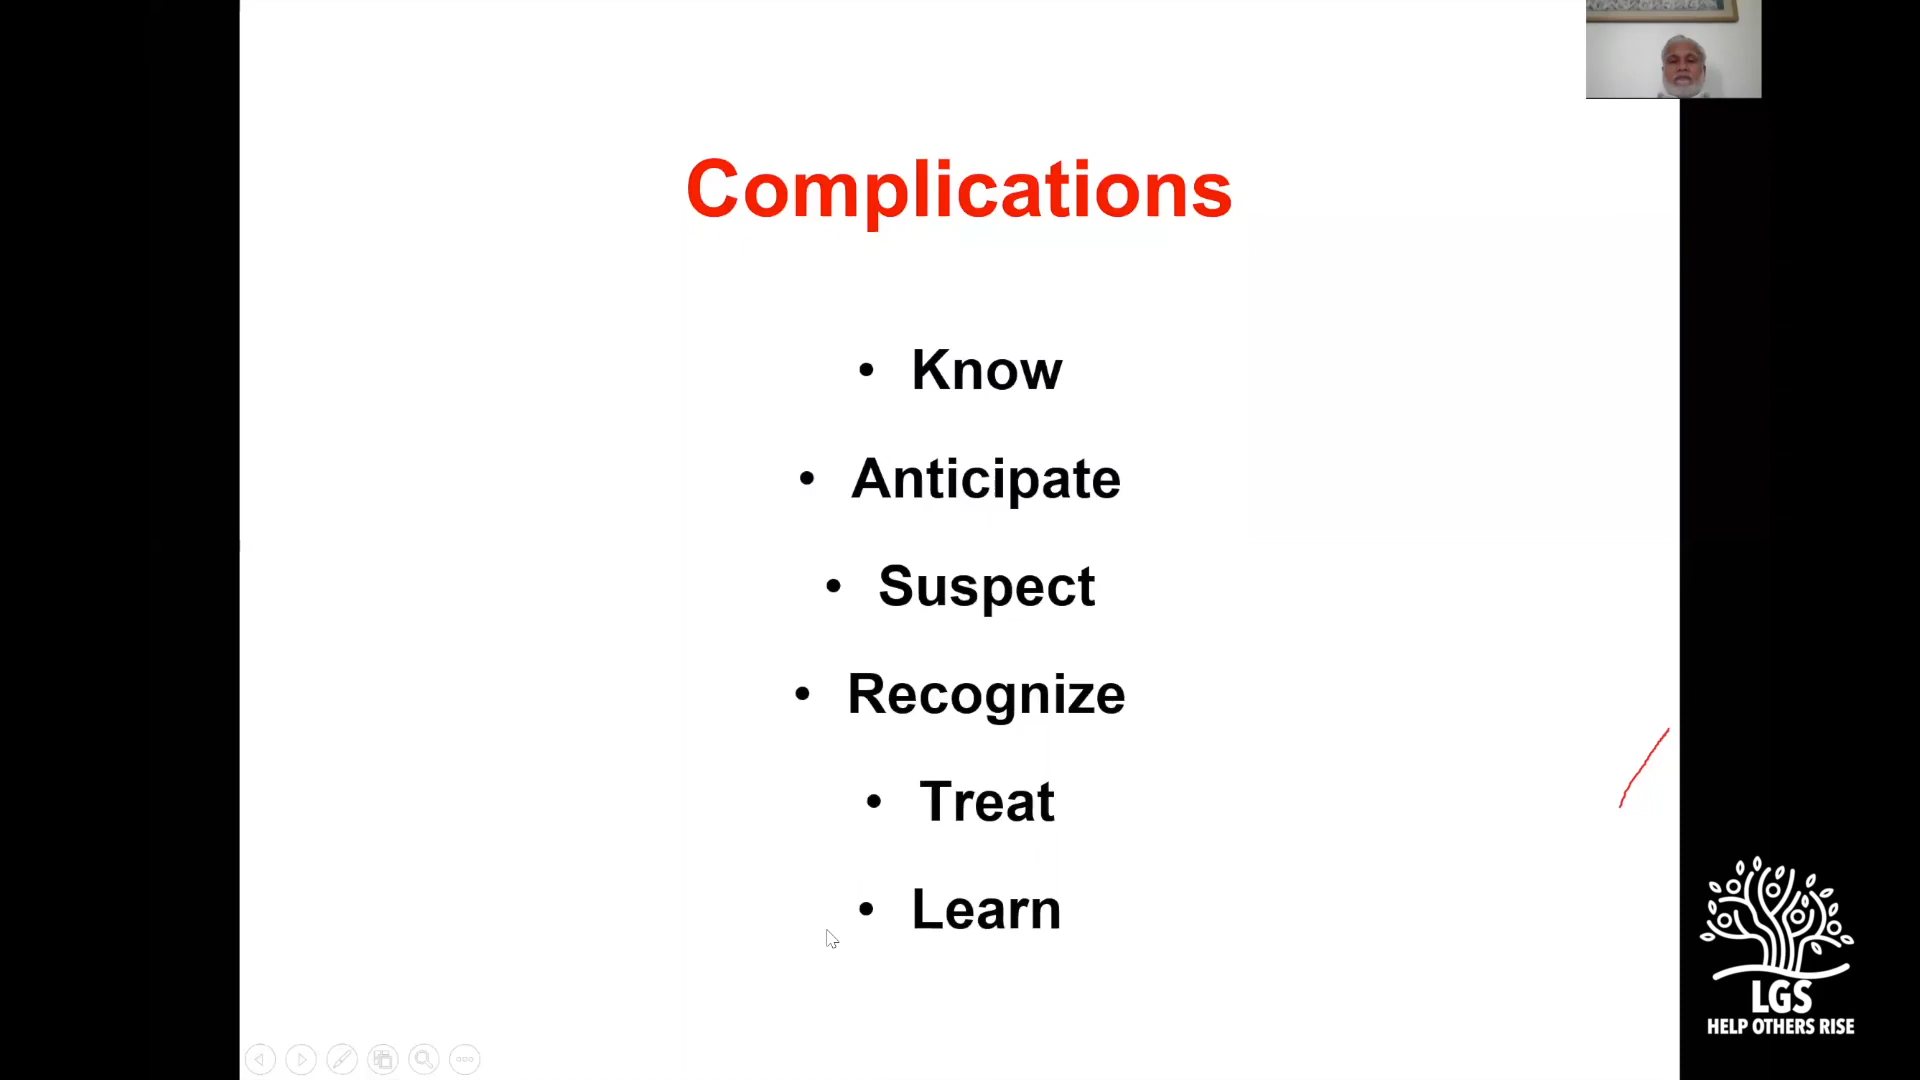 Complications
• Know
• Anticipate
• Suspect
• Recognize
• Treat
• Learn
LGS
HELP OTHERS RISE